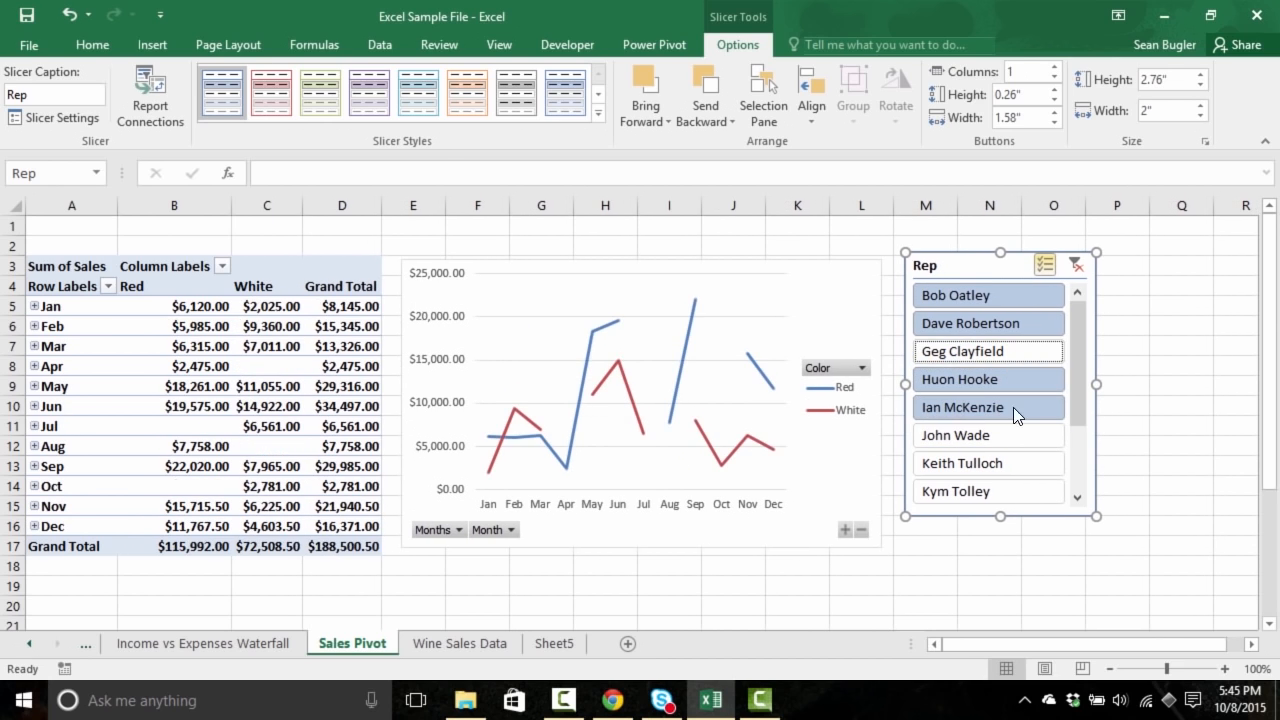 Excel Sample File - Excel
Slicer Tools
File Home Insert Page Layout Formulas Data Review View Developer Power Pivot Options Tell me what you want to do... Sean Bugler Share
Slicer Caption:
Rep
Slicer Settings
Report
Connections
Bring
Forward
Send
Backward
Selection
Pane
Align
Group
Rotate
Columns: 1
Height: 0.26"
Width: 1.58"
Height: 2.76"
Width: 2"
Slicer
Slicer Styles
Arrange
Buttons
Size
Rep
fx
A B C D E F G H I J K L M N O P Q R
1
2
3 Sum of Sales Column Labels
4 Row Labels Red White Grand Total
5 Jan $6,120.00 $2,025.00 $8,145.00
6 Feb $5,985.00 $9,360.00 $15,345.00
7 Mar $6,315.00 $7,011.00 $13,326.00
8 Apr $2,475.00 $2,475.00
9 May $18,261.00 $11,055.00 $29,316.00
10 Jun $19,575.00 $14,922.00 $34,497.00
11 Jul $6,561.00 $6,561.00
12 Aug $7,758.00 $7,758.00
13 Sep $22,020.00 $7,965.00 $29,985.00
14 Oct $2,781.00 $2,781.00
15 Nov $15,715.50 $6,225.00 $21,940.50
16 Dec $11,767.50 $4,603.50 $16,371.00
17 Grand Total $115,992.00 $72,508.50 $188,500.50
18
19
20
21
$25,000.00
$20,000.00
$15,000.00
$10,000.00
$5,000.00
$0.00
Jan Feb Mar Apr May Jun Jul Aug Sep Oct Nov Dec
Months Month
Color
Red
White
Rep
Bob Oatley
Dave Robertson
Geg Clayfield
Huon Hooke
Ian McKenzie
John Wade
Keith Tulloch
Kym Tolley
... Income vs Expenses Waterfall Sales Pivot Wine Sales Data Sheet5
Ready
100%
Ask me anything
5:45 PM
10/8/2015